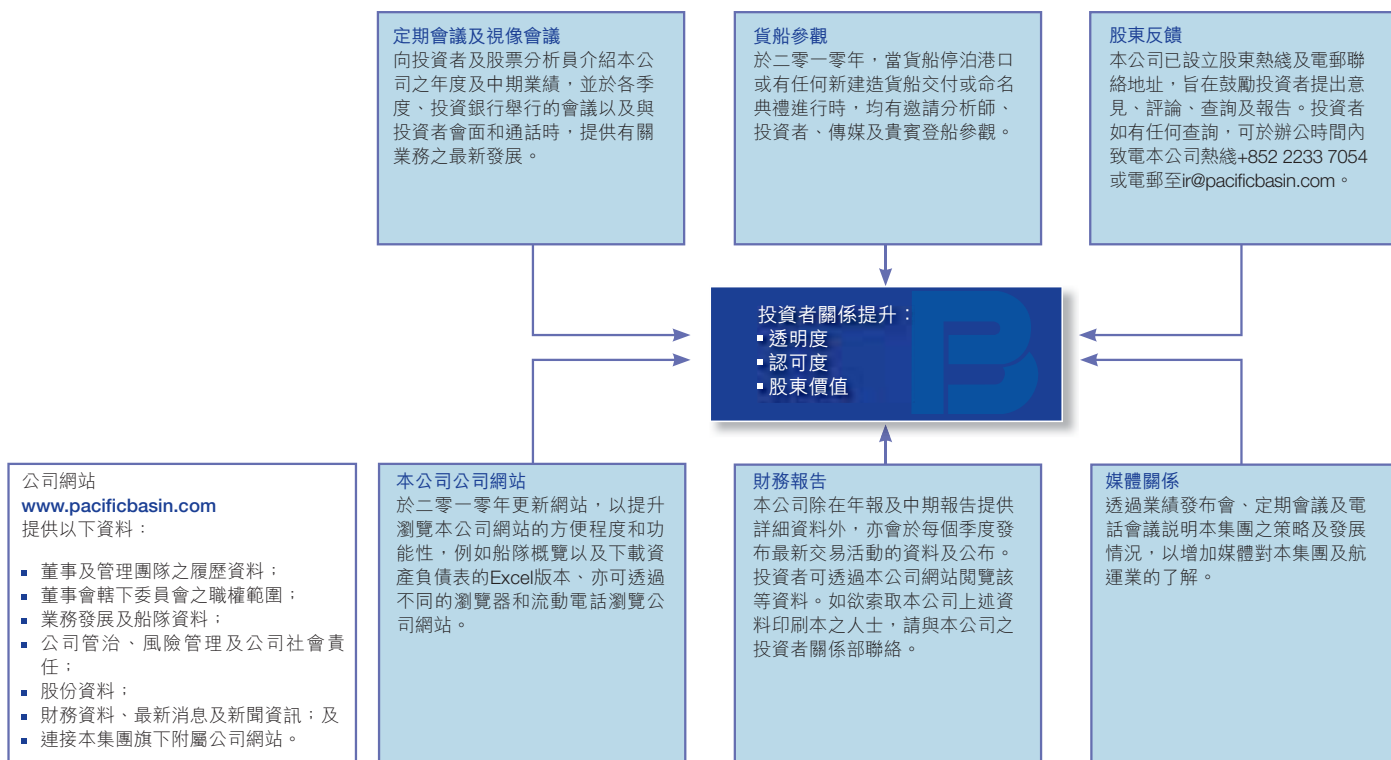 定期會議及視像會議
向投資者及股票分析員介紹本公
司之年度及中期業績，並於各季
度、投資銀行舉行的會議以及與
投資者會面和通話時，提供有關
業務之最新發展。
貨船參觀
於二零一零年，當貨船停泊港口
或有任何新建造貨船交付或命名
典禮進行時，均有邀請分析師、
投資者、傳媒及貴賓登船參觀。
股東反饋
本公司已設立股東熱綫及電郵聯
絡地址，旨在鼓勵投資者提出意
見、評論、查詢及報告。投資者
如有任何查詢，可於辦公時間內
致電本公司熱綫+852 2233 7054
或電郵至ir@pacificbasin.com。
投資者關係提升：
▪透明度
▪認可度
▪股東價值
公司網站
www.pacificbasin.com
提供以下資料：
▪ 董事及管理團隊之履歷資料；
▪ 董事會轄下委員會之職權範圍；
▪ 業務發展及船隊資料；
▪ 公司管治、風險管理及公司社會責
任；
▪ 股份資料；
▪ 財務資料、最新消息及新聞資訊；及
▪ 連接本集團旗下附屬公司網站。
本公司公司網站
於二零一零年更新網站，以提升
瀏覽本公司網站的方便程度和功
能性，例如船隊概覽以及下載資
產負債表的Excel版本、亦可透過
不同的瀏覽器和流動電話瀏覽公
司網站。
財務報告
本公司除在年報及中期報告提供
詳細資料外，亦會於每個季度發
布最新交易活動的資料及公布。
投資者可透過本公司網站閱覽該
等資料。如欲索取本公司上述資
料印刷本之人士，請與本公司之
投資者關係部聯絡。
媒體關係
透過業績發布會、定期會議及電
話會議説明本集團之策略及發展
情況，以增加媒體對本集團及航
運業的了解。